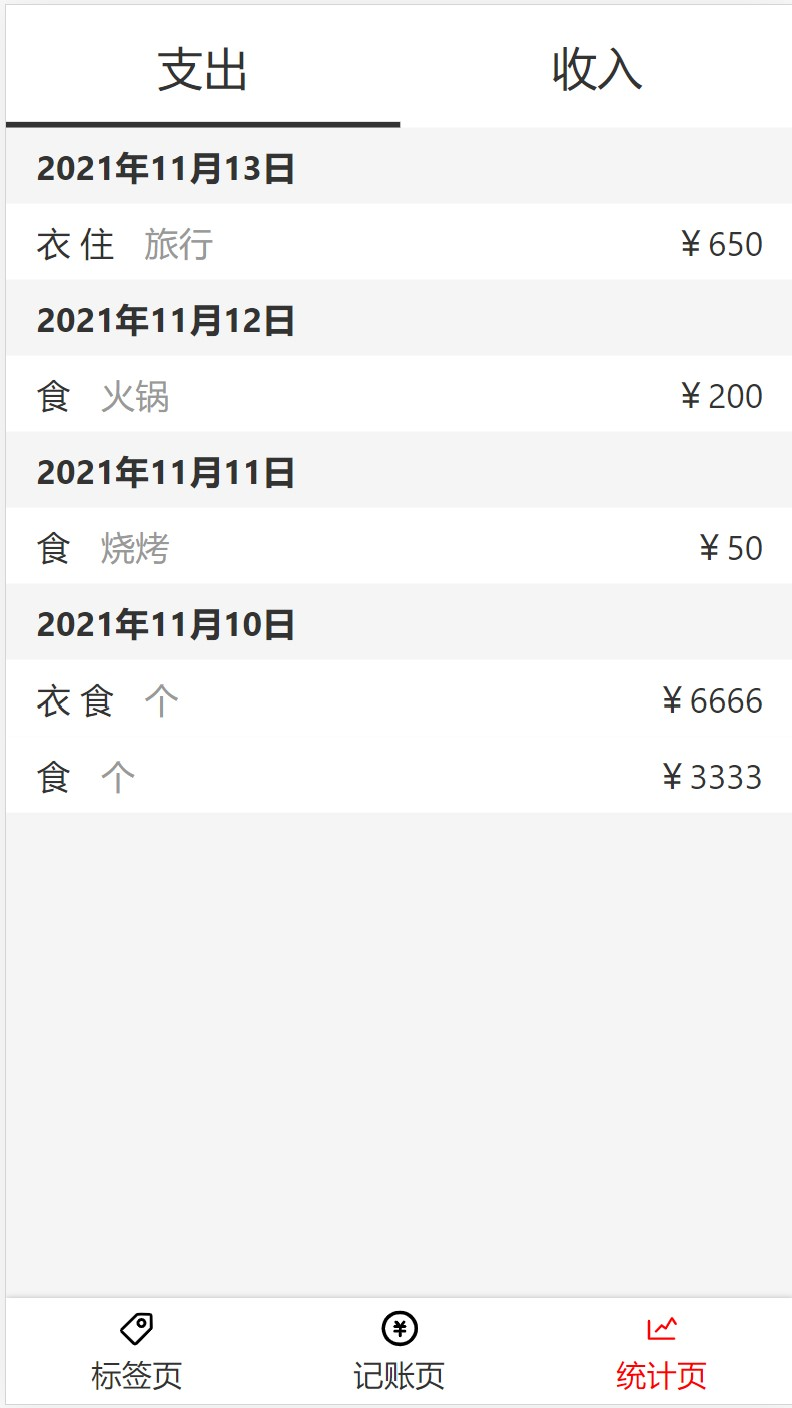 支出 收入
2021年11月13日
衣 住 旅行 ￥650
2021年11月12日
食 火锅 ￥200
2021年11月11日
食 烧烤 ￥50
2021年11月10日
衣 食 个 ￥6666
食 个 ￥3333
标签页 记账页 统计页